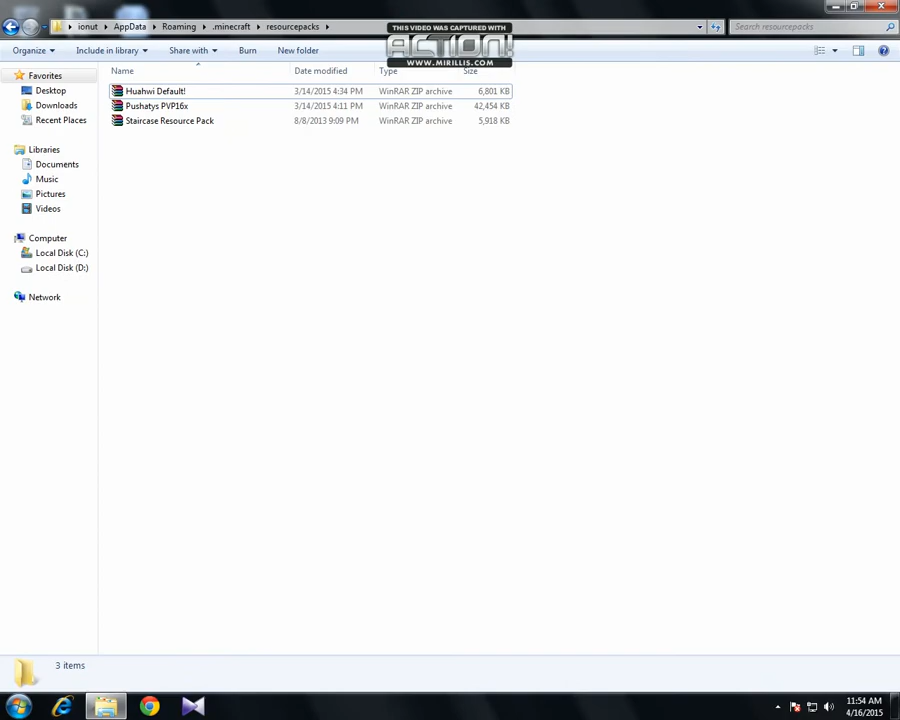 ionut AppData Roaming .minecraft resourcepacks
THIS VIDEO WAS CAPTURED WITH
ACTION!
WWW.MIRILLIS.COM
Search resourcepacks
Organize Include in library Share with Burn New folder
Name Date modified Type Size
Favorites
Desktop
Downloads
Recent Places
Libraries
Documents
Music
Pictures
Videos
Computer
Local Disk (C:)
Local Disk (D:)
Network
Huahwi Default! 3/14/2015 4:34 PM WinRAR ZIP archive 6,801 KB
Pushatys PVP16x 3/14/2015 4:11 PM WinRAR ZIP archive 42,454 KB
Staircase Resource Pack 8/8/2013 9:09 PM WinRAR ZIP archive 5,918 KB
3 items
11:54 AM
4/16/2015